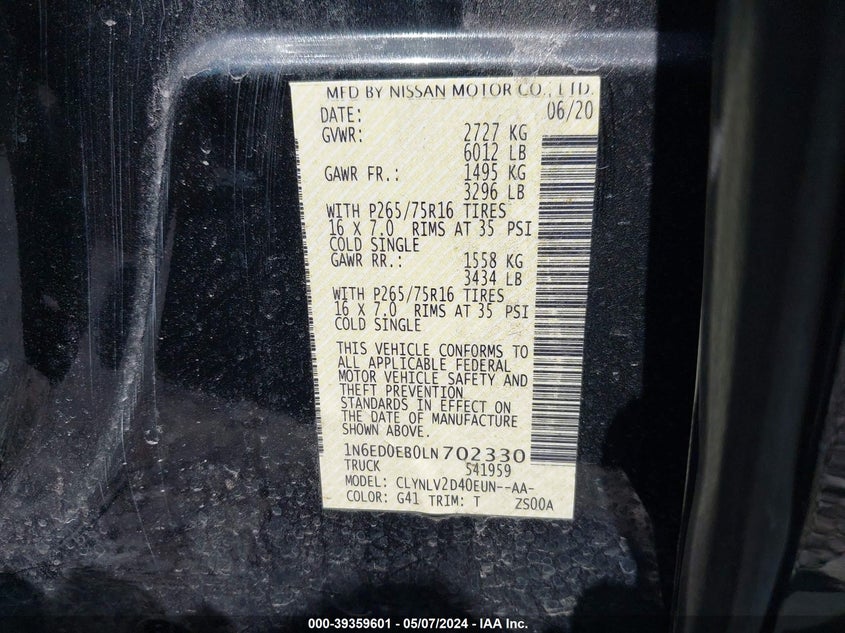 MFD BY NISSAN MOTOR CO., LTD.
DATE: 06/20
GVWR: 2727 KG
6012 LB
GAWR FR.: 1495 KG
3296 LB
WITH P265/75R16 TIRES
16 X 7.0 RIMS AT 35 PSI
COLD SINGLE
GAWR RR.: 1558 KG
3434 LB
WITH P265/75R16 TIRES
16 X 7.0 RIMS AT 35 PSI
COLD SINGLE
THIS VEHICLE CONFORMS TO
ALL APPLICABLE FEDERAL
MOTOR VEHICLE SAFETY AND
THEFT PREVENTION
STANDARDS IN EFFECT ON
THE DATE OF MANUFACTURE
SHOWN ABOVE.
1N6ED0EB0LN702330
TRUCK 541959
MODEL: CLYNLV2D40EUN--AA-
COLOR: G41 TRIM: T ZS00A
000-39359601 - 05/07/2024 - IAA Inc.